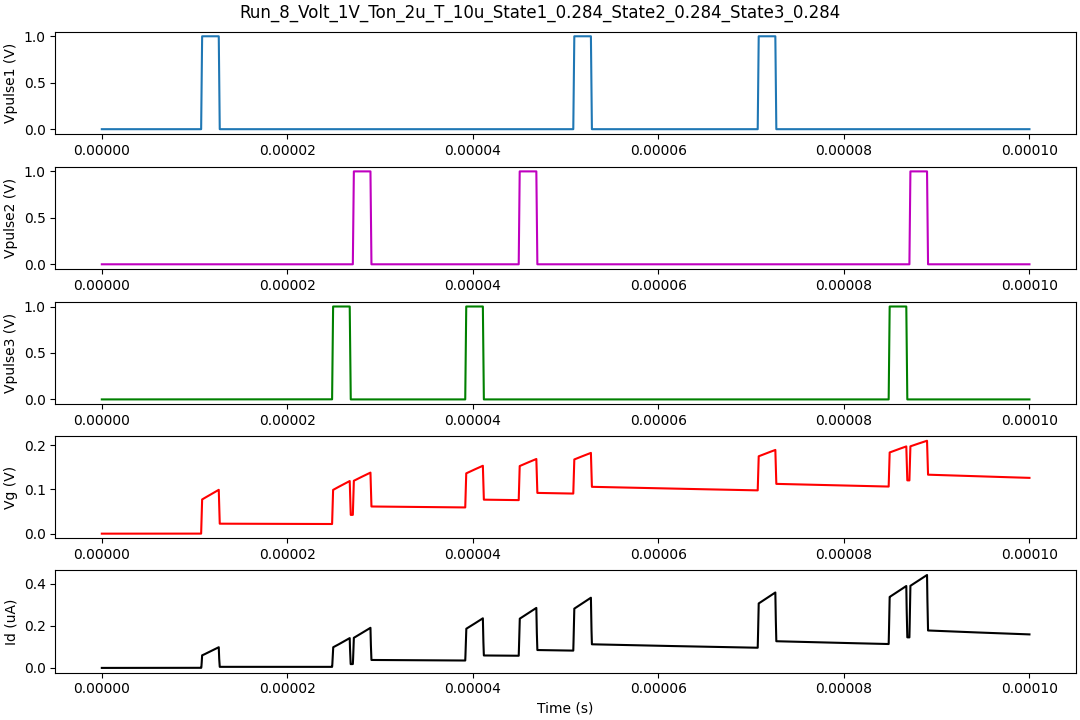 Run_8_Volt_1V_Ton_2u_T_10u_State1_0.284_State2_0.284_State3_0.284
Vpulse1 (V)
1.0
0.5
0.0
0.00000 0.00002 0.00004 0.00006 0.00008 0.00010
Vpulse2 (V)
1.0
0.5
0.0
0.00000 0.00002 0.00004 0.00006 0.00008 0.00010
Vpulse3 (V)
1.0
0.5
0.0
0.00000 0.00002 0.00004 0.00006 0.00008 0.00010
Vg (V)
0.2
0.1
0.0
0.00000 0.00002 0.00004 0.00006 0.00008 0.00010
Id (uA)
0.4
0.2
0.0
0.00000 0.00002 0.00004 0.00006 0.00008 0.00010
Time (s)